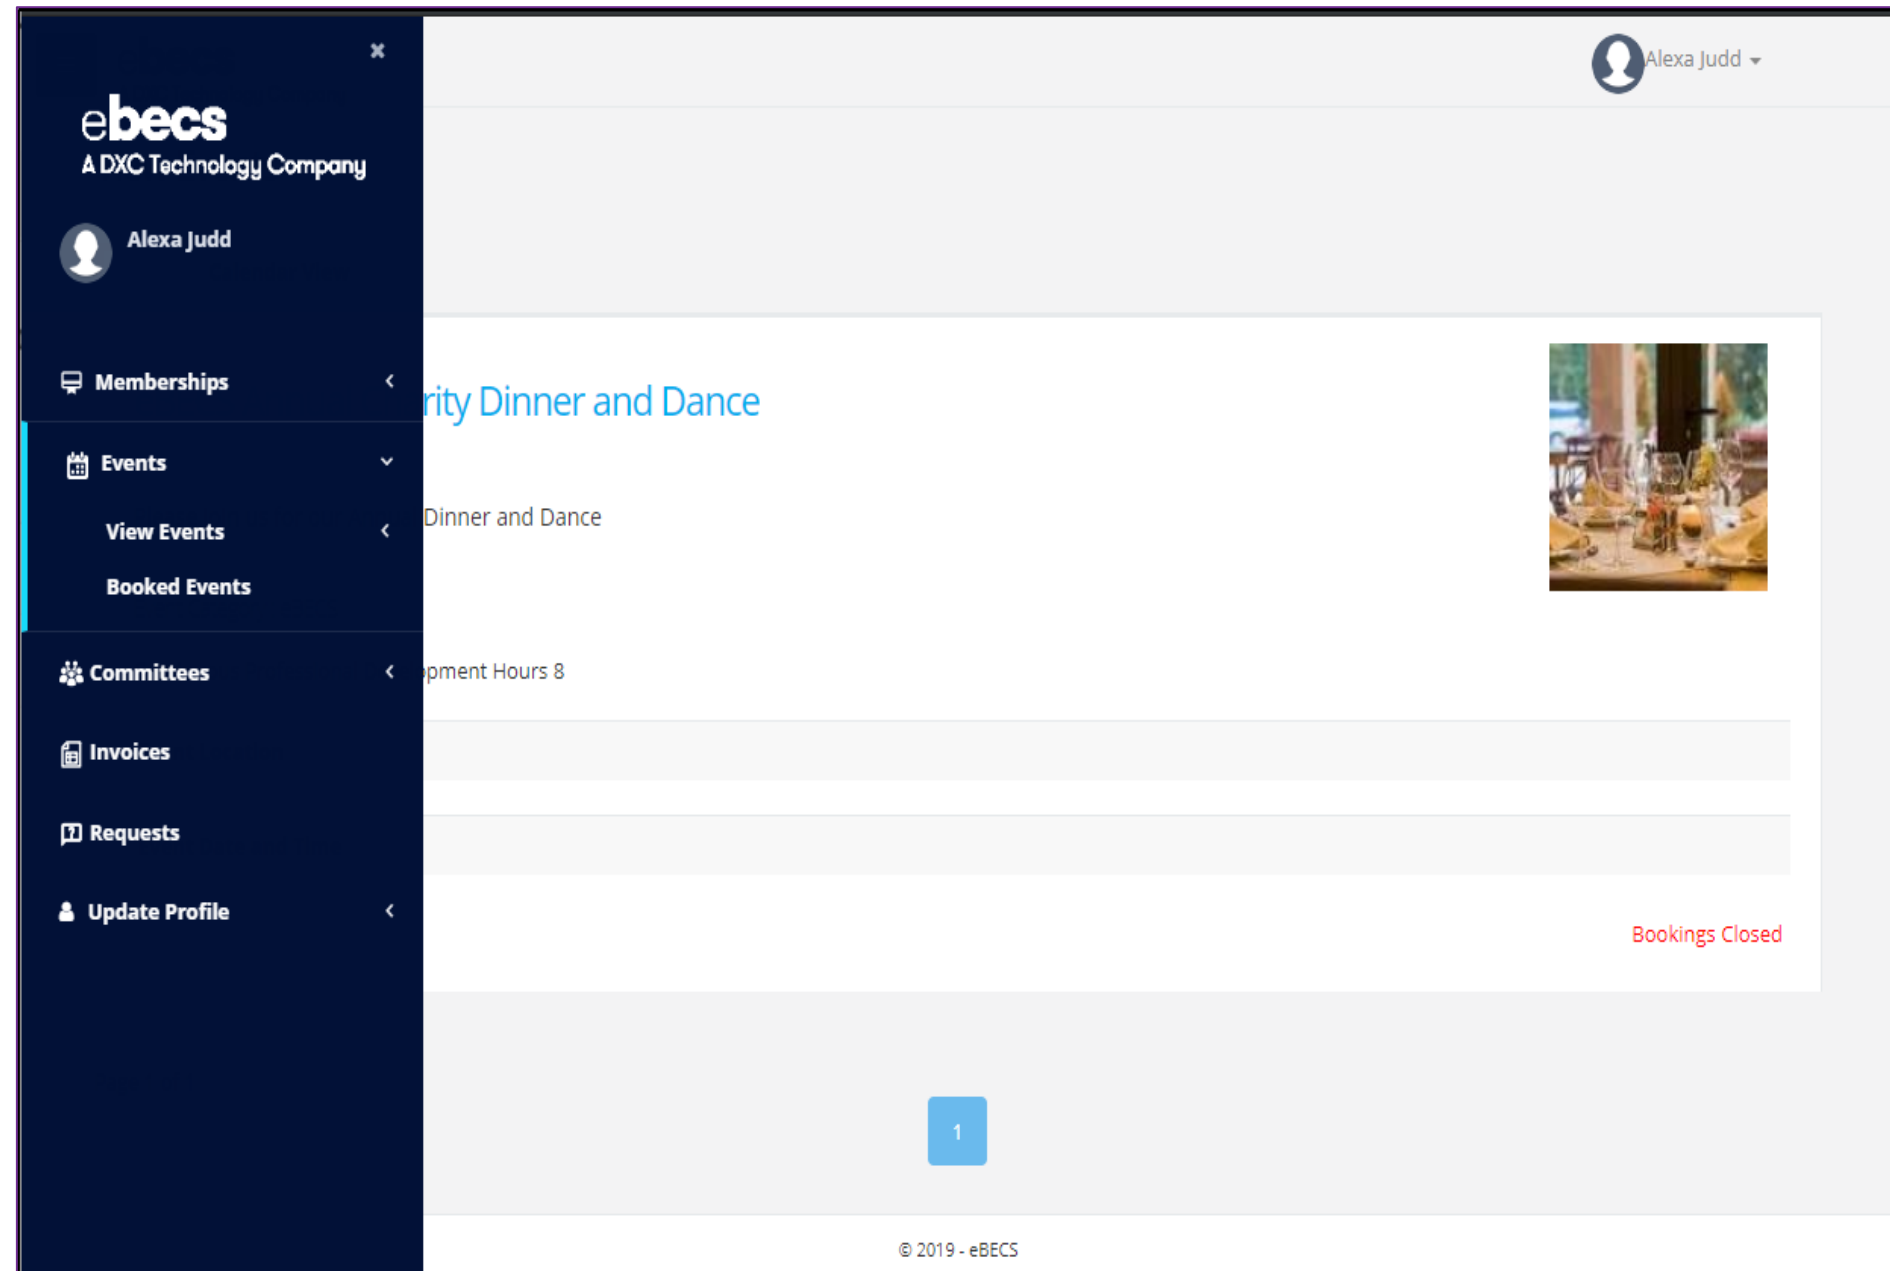 ebecs
A DXC Technology Company
Alexa Judd
Memberships
Events
View Events
Booked Events
Committees
Invoices
Requests
Update Profile
Alexa Judd
rity Dinner and Dance
Dinner and Dance
opment Hours 8
Bookings Closed
1
© 2019 - eBECS